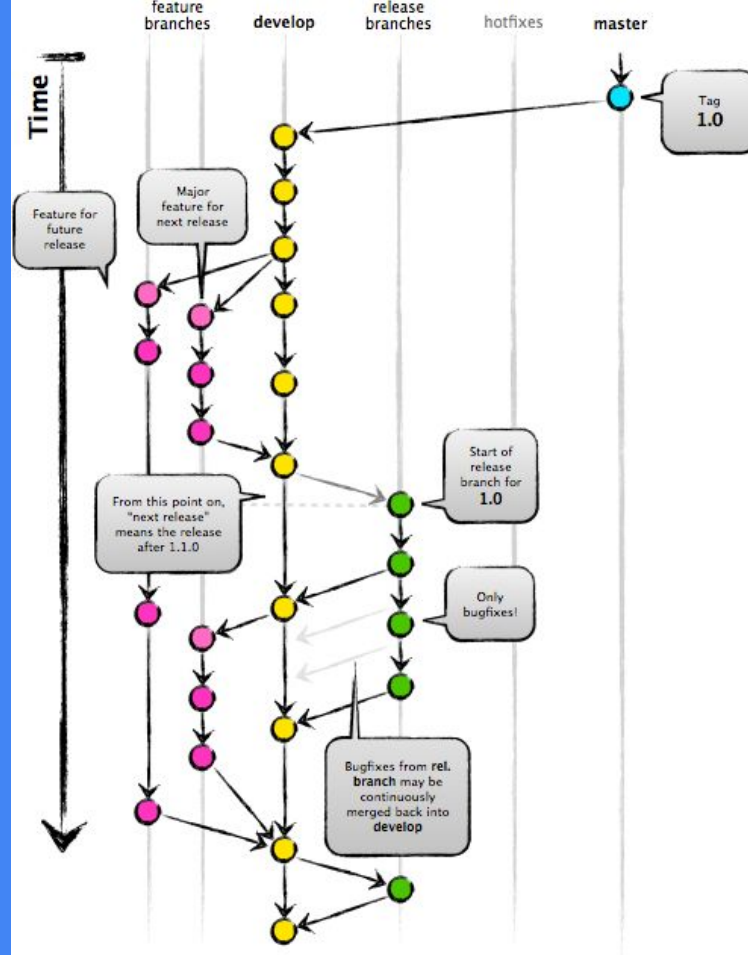 feature
branches
develop
release
branches
hotfixes
master
Time
Tag
1.0
Major
feature for
next release
Feature for
future
release
Start of
release
branch for
1.0
From this point on,
"next release"
means the release
after 1.1.0
Only
bugfixes!
Bugfixes from rel.
branch may be
continuously
merged back into
develop